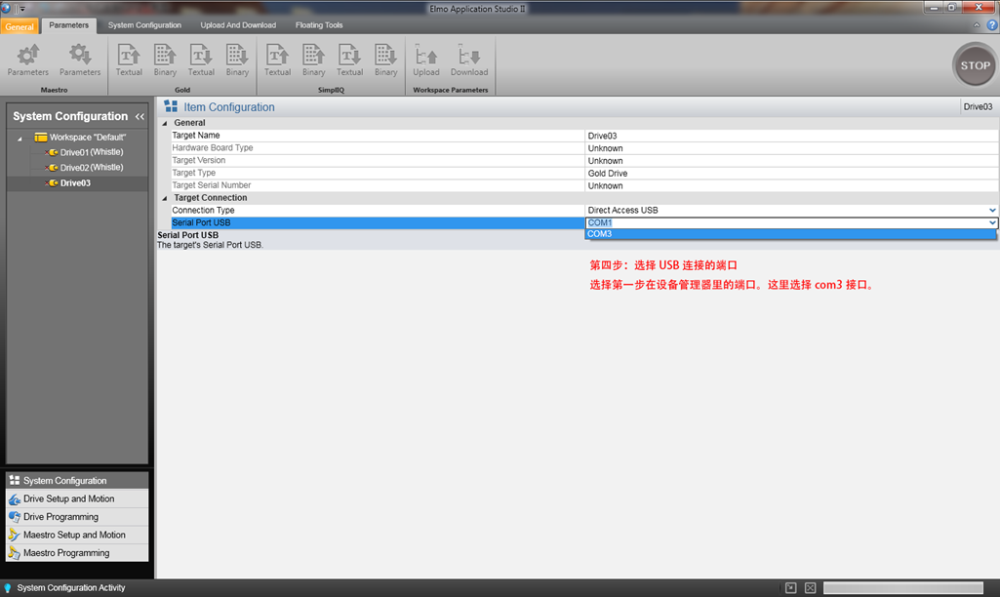 Elmo Application Studio II
General
Parameters
System Configuration
Upload And Download
Floating Tools
Parameters
Parameters
Textual
Binary
Textual
Binary
Textual
Binary
Textual
Binary
Upload
Download
STOP
Maestro
Gold
SimplIQ
Workspace Parameters
System Configuration <<
Workspace "Default"
Drive01(Whistle)
Drive02(Whistle)
Drive03
Item Configuration
Drive03
General
Target Name Drive03
Hardware Board Type Unknown
Target Version Unknown
Target Type Gold Drive
Target Serial Number Unknown
Target Connection
Connection Type Direct Access USB
Serial Port USB COM1
COM3
Serial Port USB
The target's Serial Port USB.
第四步：选择 USB 连接的端口
选择第一步在设备管理器里的端口。这里选择 com3 接口。
System Configuration
Drive Setup and Motion
Drive Programming
Maestro Setup and Motion
Maestro Programming
System Configuration Activity